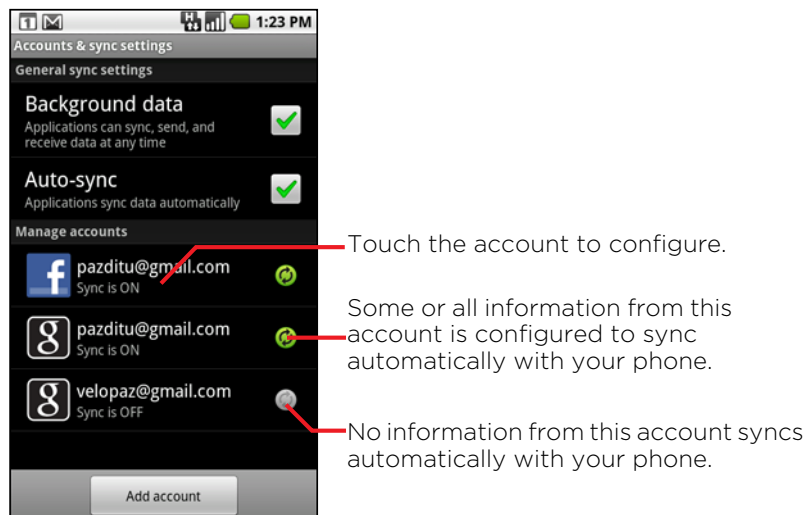 1:23 PM
Accounts & sync settings
General sync settings
Background data
Applications can sync, send, and
receive data at any time
Auto-sync
Applications sync data automatically
Manage accounts
pazditu@gmail.com
Sync is ON
pazditu@gmail.com
Sync is ON
velopaz@gmail.com
Sync is OFF
Add account
Touch the account to configure.
Some or all information from this
account is configured to sync
automatically with your phone.
No information from this account syncs
automatically with your phone.